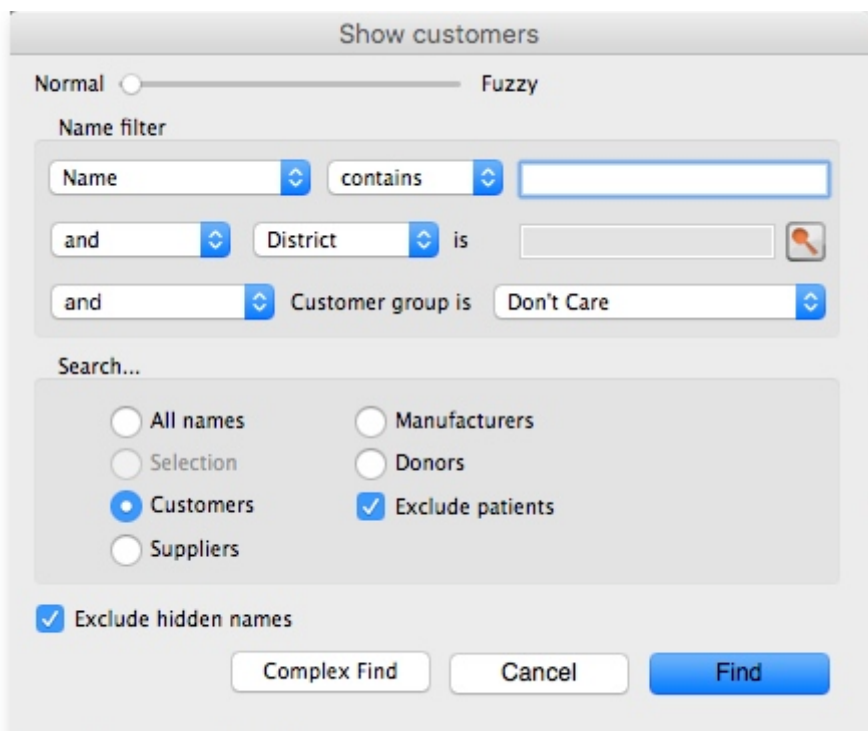 Show customers
Normal Fuzzy
Name filter
Name contains
and District is
and Customer group is Don't Care
Search...
All names Manufacturers
Selection Donors
Customers Exclude patients
Suppliers
Exclude hidden names
Complex Find Cancel Find